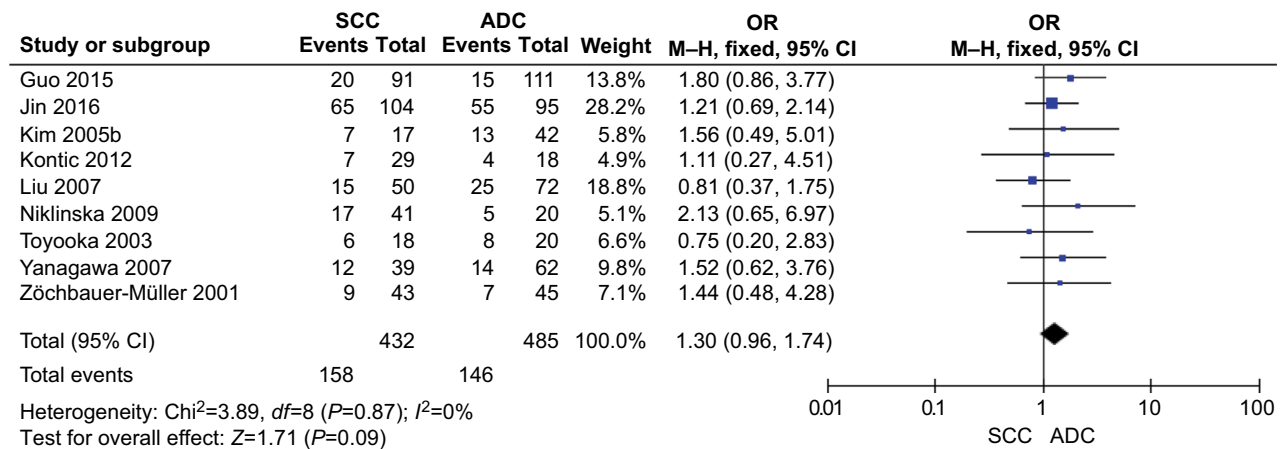 SCC ADC OR OR
Study or subgroup Events Total Events Total Weight M–H, fixed, 95% CI M–H, fixed, 95% CI
Guo 2015 20 91 15 111 13.8% 1.80 (0.86, 3.77)
Jin 2016 65 104 55 95 28.2% 1.21 (0.69, 2.14)
Kim 2005b 7 17 13 42 5.8% 1.56 (0.49, 5.01)
Kontic 2012 7 29 4 18 4.9% 1.11 (0.27, 4.51)
Liu 2007 15 50 25 72 18.8% 0.81 (0.37, 1.75)
Niklinska 2009 17 41 5 20 5.1% 2.13 (0.65, 6.97)
Toyooka 2003 6 18 8 20 6.6% 0.75 (0.20, 2.83)
Yanagawa 2007 12 39 14 62 9.8% 1.52 (0.62, 3.76)
Zöchbauer-Müller 2001 9 43 7 45 7.1% 1.44 (0.48, 4.28)
Total (95% CI) 432 485 100.0% 1.30 (0.96, 1.74)
Total events 158 146
Heterogeneity: Chi²=3.89, df=8 (P=0.87); I²=0%
Test for overall effect: Z=1.71 (P=0.09)
0.01 0.1 1 10 100
SCC ADC